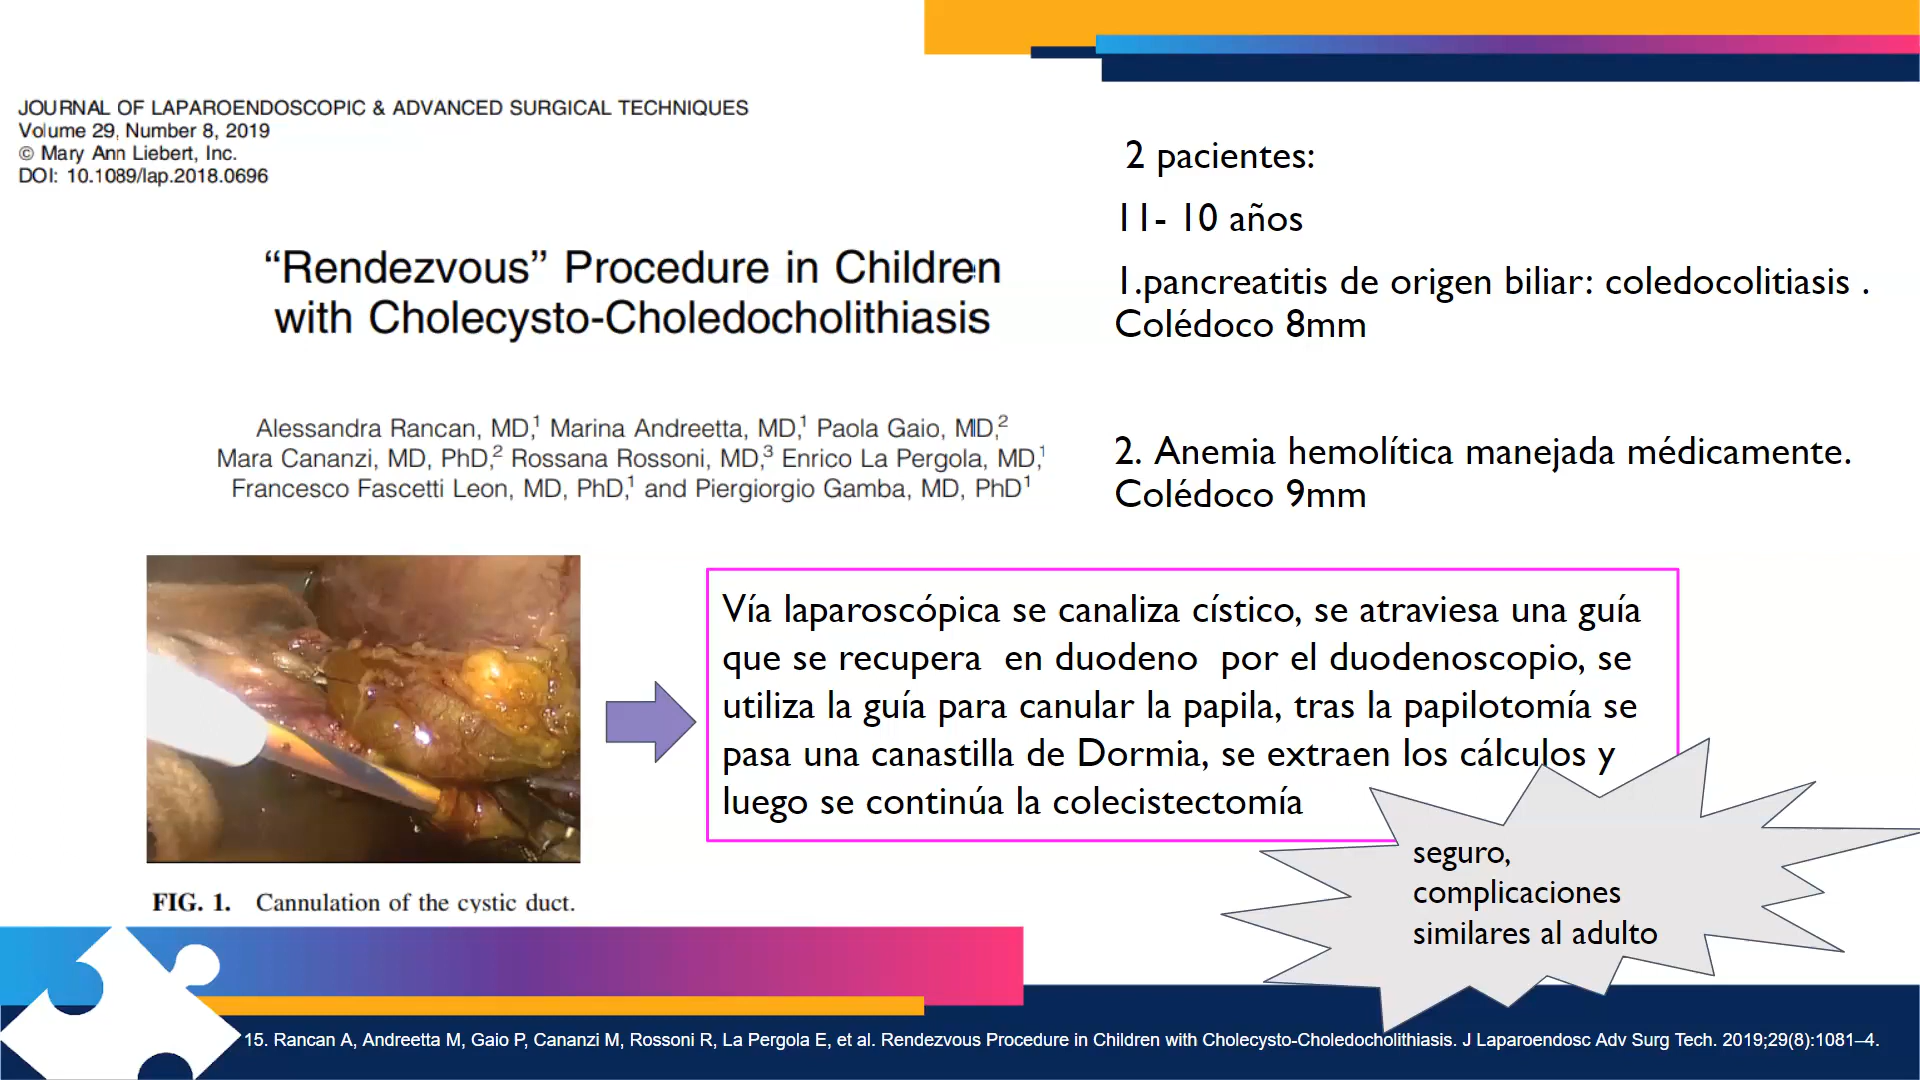 JOURNAL OF LAPAROENDOSCOPIC & ADVANCED SURGICAL TECHNIQUES
Volume 29, Number 8, 2019
© Mary Ann Liebert, Inc.
DOI: 10.1089/lap.2018.0696
“Rendezvous” Procedure in Children
with Cholecysto-Choledocholithiasis
Alessandra Rancan, MD,1 Marina Andreetta, MD,1 Paola Gaio, MD,2
Mara Cananzi, MD, PhD,2 Rossana Rossoni, MD,3 Enrico La Pergola, MD,1
Francesco Fascetti Leon, MD, PhD,1 and Piergiorgio Gamba, MD, PhD1
2 pacientes:
11- 10 años
1.pancreatitis de origen biliar: coledocolitiasis .
Colédoco 8mm
2. Anemia hemolítica manejada médicamente.
Colédoco 9mm
Vía laparoscópica se canaliza cístico, se atraviesa una guía
que se recupera en duodeno por el duodenoscopio, se
utiliza la guía para canular la papila, tras la papilotomía se
pasa una canastilla de Dormia, se extraen los cálculos y
luego se continúa la colecistectomía
seguro,
complicaciones
similares al adulto
FIG. 1. Cannulation of the cystic duct.
15. Rancan A, Andreetta M, Gaio P, Cananzi M, Rossoni R, La Pergola E, et al. Rendezvous Procedure in Children with Cholecysto-Choledocholithiasis. J Laparoendosc Adv Surg Tech. 2019;29(8):1081–4.